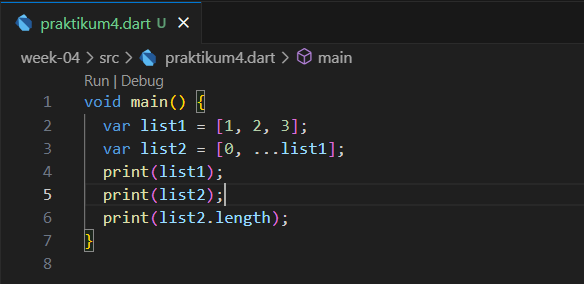 praktikum4.dart U ×
week-04 > src > praktikum4.dart > main
Run | Debug
1 void main() {
2   var list1 = [1, 2, 3];
3   var list2 = [0, ...list1];
4   print(list1);
5   print(list2);
6   print(list2.length);
7 }
8